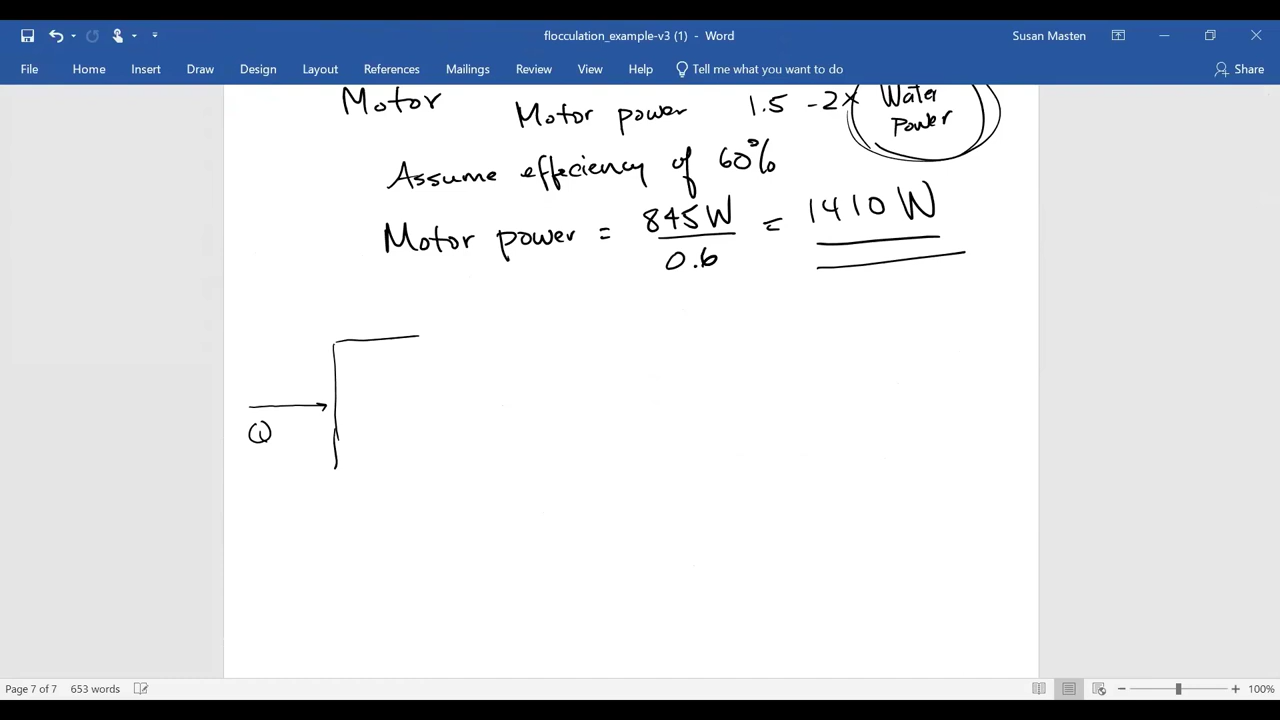 flocculation_example-v3 (1) - Word
Susan Masten
File Home Insert Draw Design Layout References Mailings Review View Help Tell me what you want to do Share
Motor Motor power 1.5 - 2x Water Power
Assume effeciency of 60%
Motor power = 845 W / 0.6 = 1410 W
Q
Page 7 of 7 653 words 100%